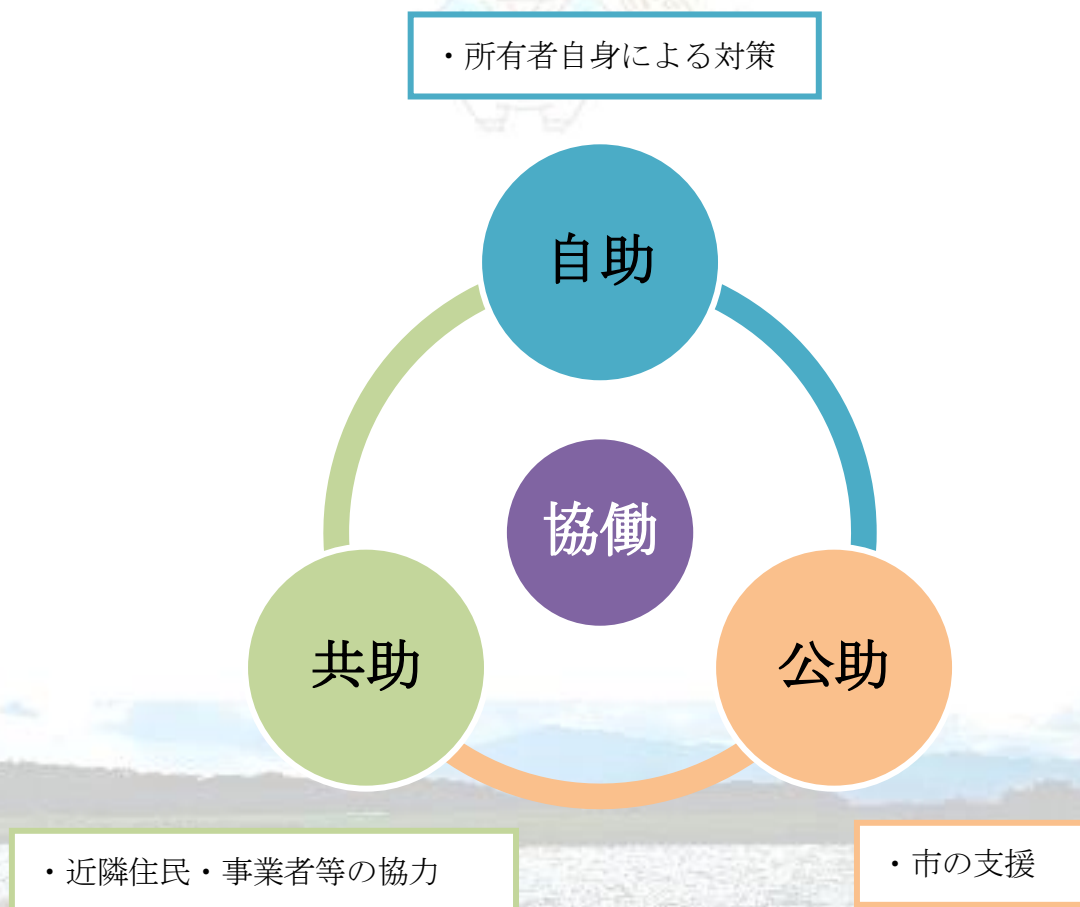 ・所有者自身による対策
自助
協働
共助
公助
・近隣住民・事業者等の協力
・市の支援